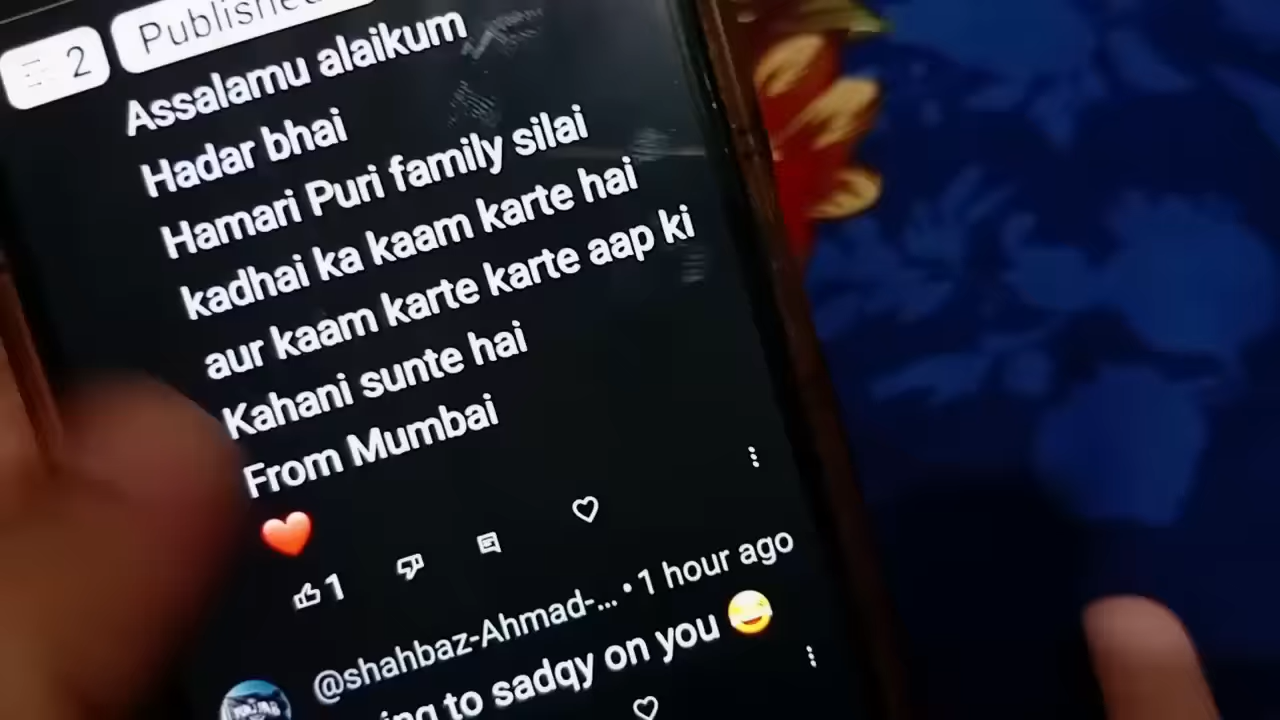 2
Published
Assalamu alaikum
Hadar bhai
Hamari Puri family silai
kadhai ka kaam karte hai
aur kaam karte karte aap ki
Kahani sunte hai
From Mumbai
❤️
1
@shahbaz-Ahmad-... • 1 hour ago
to sadqy on you 😂